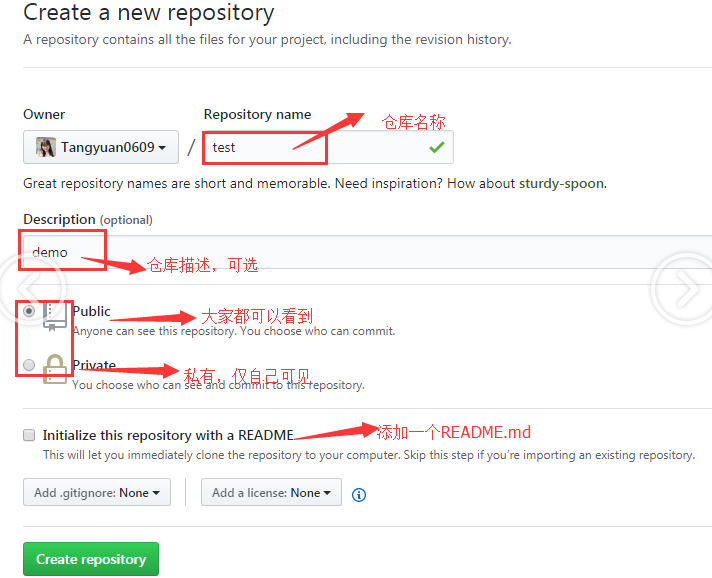 Create a new repository
A repository contains all the files for your project, including the revision history.
Owner
Repository name
仓库名称
Tangyuan0609 / test
Great repository names are short and memorable. Need inspiration? How about sturdy-spoon.
Description (optional)
demo
仓库描述，可选
Public
大家都可以看到
Anyone can see this repository. You choose who can commit.
Private
私有，仅自己可见
You choose who can see and commit to this repository.
Initialize this repository with a README
添加一个README.md
This will let you immediately clone the repository to your computer. Skip this step if you’re importing an existing repository.
Add .gitignore: None
Add a license: None
Create repository